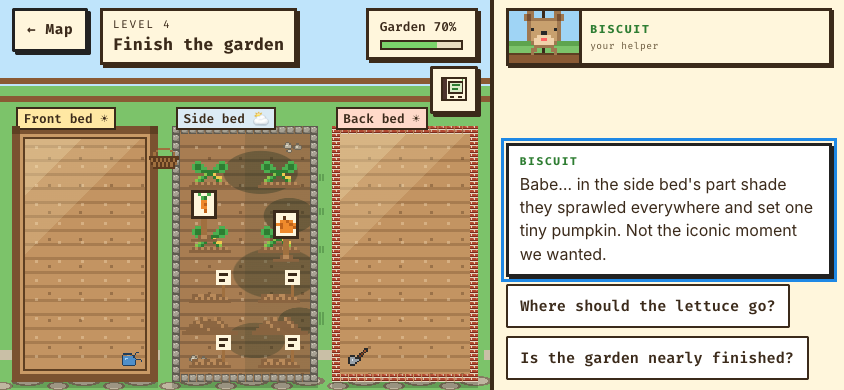 ← Map
LEVEL 4
Finish the garden
Garden 70%
Front bed ☀
Side bed ⛅
Back bed ☀
BISCUIT
your helper
BISCUIT
Babe... in the side bed's part shade
they sprawled everywhere and set one
tiny pumpkin. Not the iconic moment
we wanted.
Where should the lettuce go?
Is the garden nearly finished?